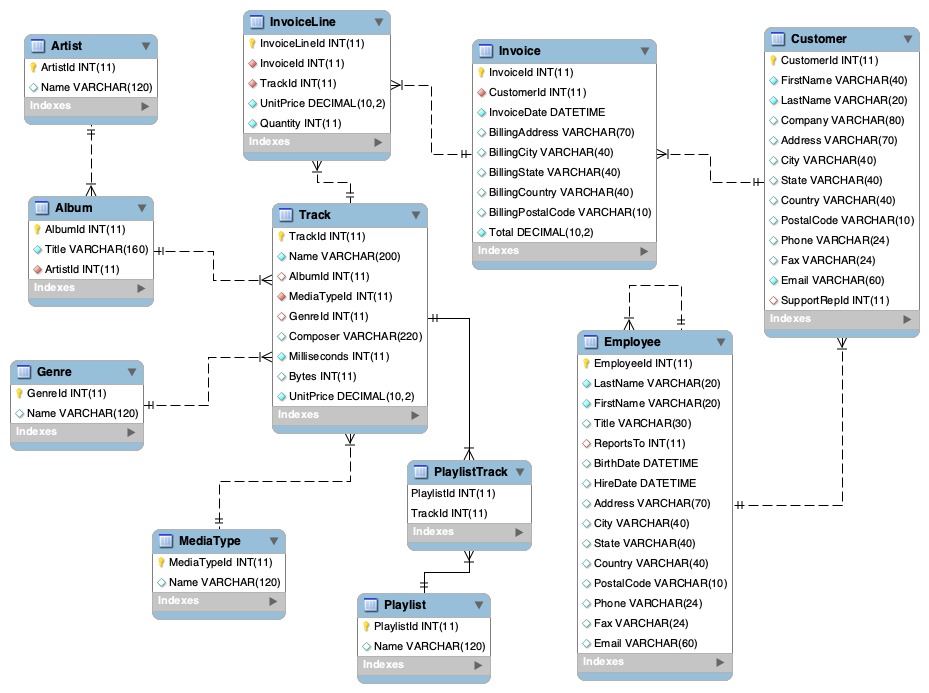 Artist
ArtistId INT(11)
Name VARCHAR(120)
Indexes
InvoiceLine
InvoiceLineId INT(11)
InvoiceId INT(11)
TrackId INT(11)
UnitPrice DECIMAL(10,2)
Quantity INT(11)
Indexes
Invoice
InvoiceId INT(11)
CustomerId INT(11)
InvoiceDate DATETIME
BillingAddress VARCHAR(70)
BillingCity VARCHAR(40)
BillingState VARCHAR(40)
BillingCountry VARCHAR(40)
BillingPostalCode VARCHAR(10)
Total DECIMAL(10,2)
Indexes
Customer
CustomerId INT(11)
FirstName VARCHAR(40)
LastName VARCHAR(20)
Company VARCHAR(80)
Address VARCHAR(70)
City VARCHAR(40)
State VARCHAR(40)
Country VARCHAR(40)
PostalCode VARCHAR(10)
Phone VARCHAR(24)
Fax VARCHAR(24)
Email VARCHAR(60)
SupportRepId INT(11)
Indexes
Album
AlbumId INT(11)
Title VARCHAR(160)
ArtistId INT(11)
Indexes
Track
TrackId INT(11)
Name VARCHAR(200)
AlbumId INT(11)
MediaTypeId INT(11)
GenreId INT(11)
Composer VARCHAR(220)
Milliseconds INT(11)
Bytes INT(11)
UnitPrice DECIMAL(10,2)
Indexes
Genre
GenreId INT(11)
Name VARCHAR(120)
Indexes
Employee
EmployeeId INT(11)
LastName VARCHAR(20)
FirstName VARCHAR(20)
Title VARCHAR(30)
ReportsTo INT(11)
BirthDate DATETIME
HireDate DATETIME
Address VARCHAR(70)
City VARCHAR(40)
State VARCHAR(40)
Country VARCHAR(40)
PostalCode VARCHAR(10)
Phone VARCHAR(24)
Fax VARCHAR(24)
Email VARCHAR(60)
Indexes
PlaylistTrack
PlaylistId INT(11)
TrackId INT(11)
Indexes
MediaType
MediaTypeId INT(11)
Name VARCHAR(120)
Indexes
Playlist
PlaylistId INT(11)
Name VARCHAR(120)
Indexes